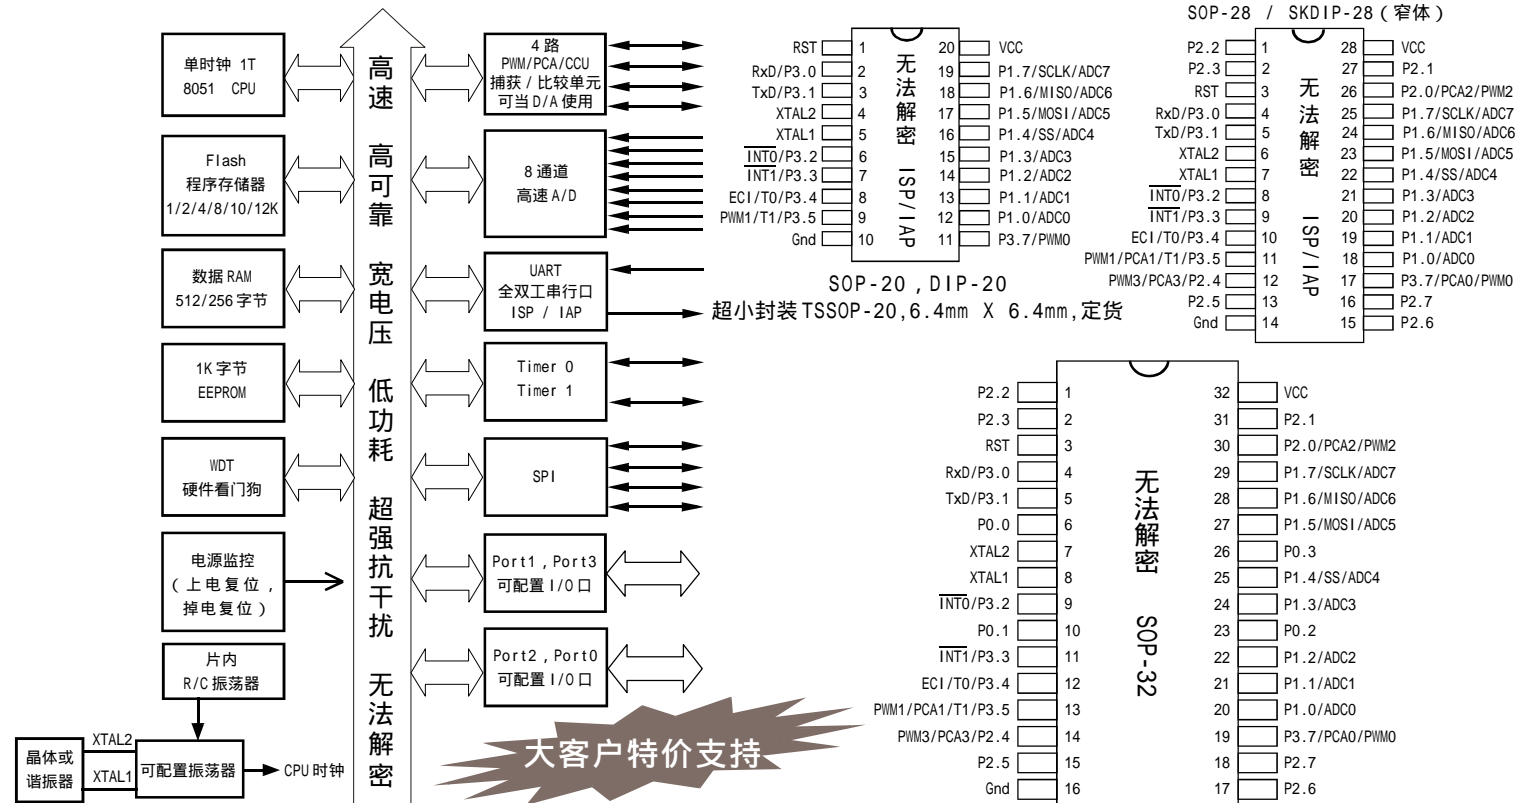 单时钟 1T
8051 CPU
Flash
程序存储器
1/2/4/8/10/12K
数据 RAM
512/256 字节
1K 字节
EEPROM
WDT
硬件看门狗
电源监控
(上电复位,
掉电复位)
片内
R/C 振荡器
晶体或
谐振器
XTAL2
XTAL1
可配置振荡器
CPU 时钟
高速 高可靠 宽电压 低功耗 超强抗干扰 无法解密
4 路
PWM/PCA/CCU
捕获 / 比较单元
可当 D/A 使用
8 通道
高速 A/D
UART
全双工串行口
ISP / IAP
Timer 0
Timer 1
SPI
Port1, Port3
可配置 I/O 口
Port2, Port0
可配置 I/O 口
大客户特价支持
RST 1 20 VCC
RxD/P3.0 2 19 P1.7/SCLK/ADC7
TxD/P3.1 3 18 P1.6/MISO/ADC6
XTAL2 4 17 P1.5/MOSI/ADC5
XTAL1 5 16 P1.4/SS/ADC4
INT0/P3.2 6 15 P1.3/ADC3
INT1/P3.3 7 14 P1.2/ADC2
ECI/T0/P3.4 8 13 P1.1/ADC1
PWM1/T1/P3.5 9 12 P1.0/ADC0
Gnd 10 11 P3.7/PWM0
无法解密 ISP/IAP
SOP-20, DIP-20
超小封装 TSSOP-20, 6.4mm X 6.4mm, 定货
SOP-28 / SKDIP-28 (窄体)
P2.2 1 28 VCC
P2.3 2 27 P2.1
RST 3 26 P2.0/PCA2/PWM2
RxD/P3.0 4 25 P1.7/SCLK/ADC7
TxD/P3.1 5 24 P1.6/MISO/ADC6
XTAL2 6 23 P1.5/MOSI/ADC5
XTAL1 7 22 P1.4/SS/ADC4
INT0/P3.2 8 21 P1.3/ADC3
INT1/P3.3 9 20 P1.2/ADC2
ECI/T0/P3.4 10 19 P1.1/ADC1
PWM1/PCA1/T1/P3.5 11 18 P1.0/ADC0
PWM3/PCA3/P2.4 12 17 P3.7/PCA0/PWM0
P2.5 13 16 P2.7
Gnd 14 15 P2.6
无法解密 ISP/IAP
P2.2 1 32 VCC
P2.3 2 31 P2.1
RST 3 30 P2.0/PCA2/PWM2
RxD/P3.0 4 29 P1.7/SCLK/ADC7
TxD/P3.1 5 28 P1.6/MISO/ADC6
P0.0 6 27 P1.5/MOSI/ADC5
XTAL2 7 26 P0.3
XTAL1 8 25 P1.4/SS/ADC4
INT0/P3.2 9 24 P1.3/ADC3
P0.1 10 23 P0.2
INT1/P3.3 11 22 P1.2/ADC2
ECI/T0/P3.4 12 21 P1.1/ADC1
PWM1/PCA1/T1/P3.5 13 20 P1.0/ADC0
PWM3/PCA3/P2.4 14 19 P3.7/PCA0/PWM0
P2.5 15 18 P2.7
Gnd 16 17 P2.6
无法解密 SOP-32